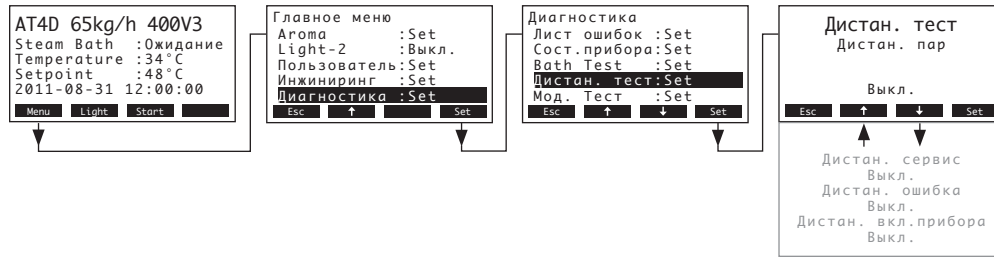 AT4D 65kg/h 400V3
Steam Bath :Ожидание
Temperature :34°C
Setpoint :48°C
2011-08-31 12:00:00
Menu Light Start
Главное меню
Aroma :Set
Light-2 :Выкл.
Пользователь:Set
Инжиниринг :Set
Диагностика :Set
Esc ↑ Set
Диагностика
Лист ошибок :Set
Сост.прибора:Set
Bath Test :Set
Дистан. тест:Set
Мод. Тест :Set
Esc ↑ ↓ Set
Дистан. тест
Дистан. пар
Выкл.
Esc ↑ ↓ Set
Дистан. сервис
Выкл.
Дистан. ошибка
Выкл.
Дистан. вкл.прибора
Выкл.